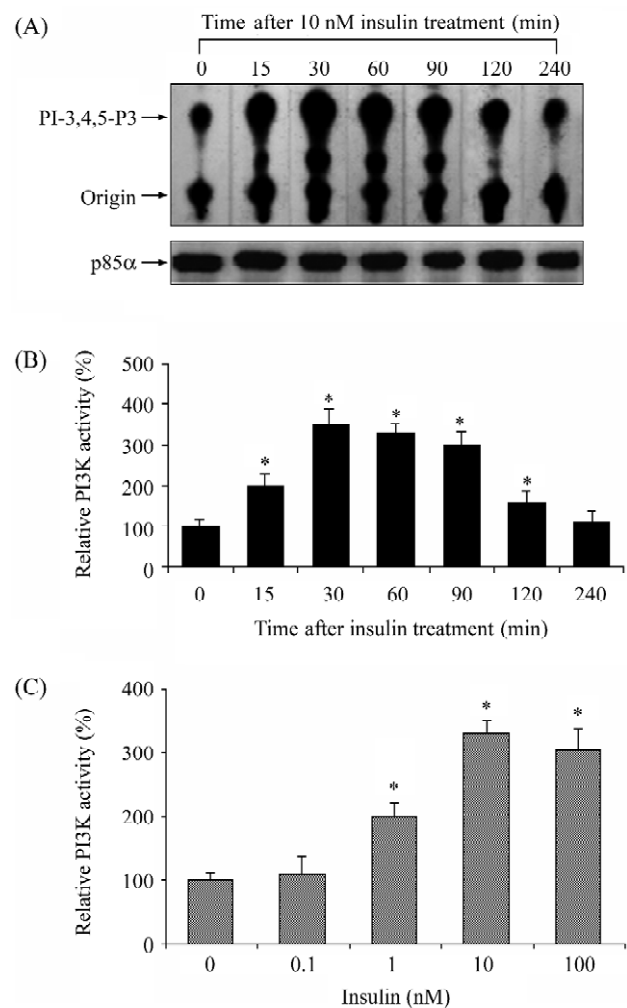 (A)
Time after 10 nM insulin treatment (min)
0 15 30 60 90 120 240
PI-3,4,5-P3
Origin
p85α
(B)
Relative PI3K activity (%)
500
400
300
200
100
0
* * * * *
0 15 30 60 90 120 240
Time after insulin treatment (min)
(C)
Relative PI3K activity (%)
400
300
200
100
0
* * *
0 0.1 1 10 100
Insulin (nM)